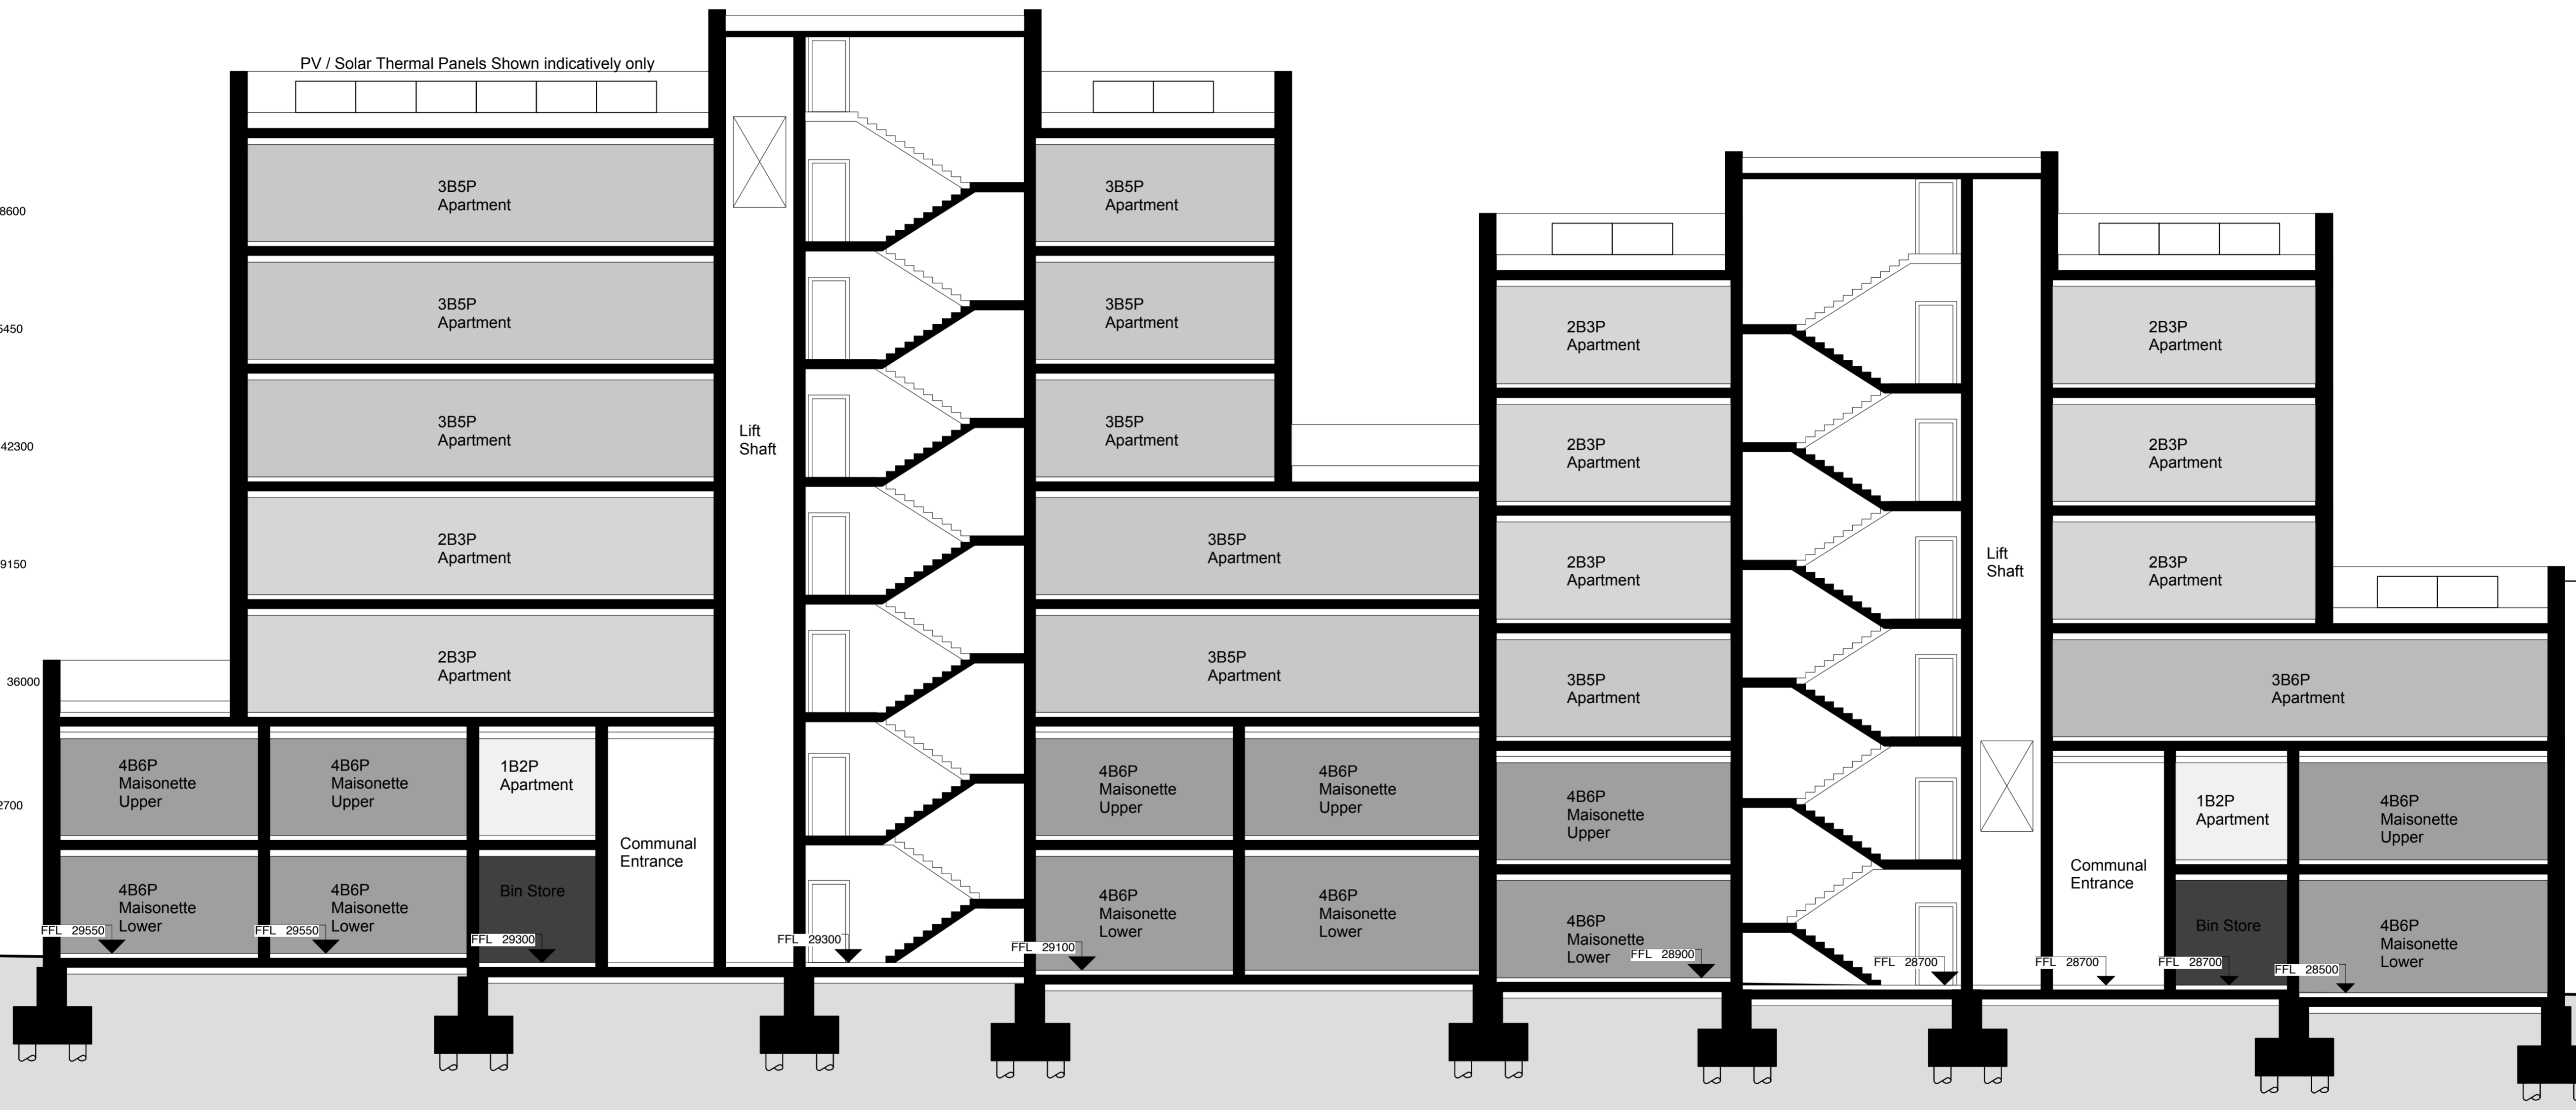 PV / Solar Thermal Panels Shown indicatively only
3B5P
Apartment
3B5P
Apartment
8600
3B5P
Apartment
3B5P
Apartment
5450
2B3P
Apartment
2B3P
Apartment
3B5P
Apartment
3B5P
Apartment
42300
Lift
Shaft
2B3P
Apartment
2B3P
Apartment
2B3P
Apartment
3B5P
Apartment
9150
2B3P
Apartment
Lift
Shaft
2B3P
Apartment
2B3P
Apartment
3B5P
Apartment
36000
3B5P
Apartment
3B6P
Apartment
4B6P
Maisonette
Upper
4B6P
Maisonette
Upper
1B2P
Apartment
4B6P
Maisonette
Upper
4B6P
Maisonette
Upper
4B6P
Maisonette
Upper
1B2P
Apartment
4B6P
Maisonette
Upper
2700
Communal
Entrance
Communal
Entrance
4B6P
Maisonette
Lower
4B6P
Maisonette
Lower
Bin Store
4B6P
Maisonette
Lower
4B6P
Maisonette
Lower
4B6P
Maisonette
Lower
Bin Store
4B6P
Maisonette
Lower
FFL 29550
FFL 29550
FFL 29300
FFL 29300
FFL 29100
FFL 28900
FFL 28700
FFL 28700
FFL 28700
FFL 28500